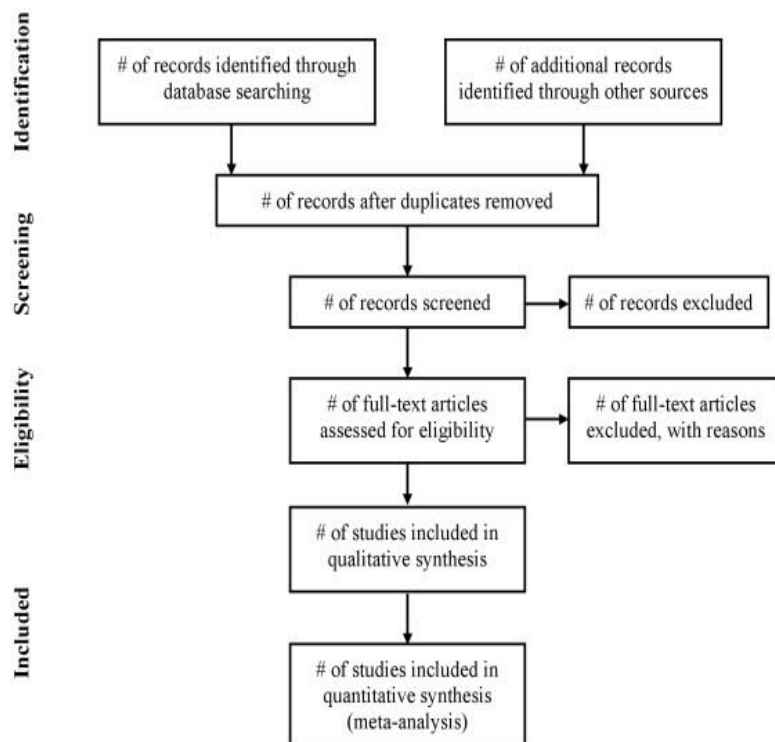 Identification
# of records identified through
database searching
# of additional records
identified through other sources
# of records after duplicates removed
Screening
# of records screened
# of records excluded
Eligibility
# of full-text articles
assessed for eligibility
# of full-text articles
excluded, with reasons
Included
# of studies included in
qualitative synthesis
# of studies included in
quantitative synthesis
(meta-analysis)